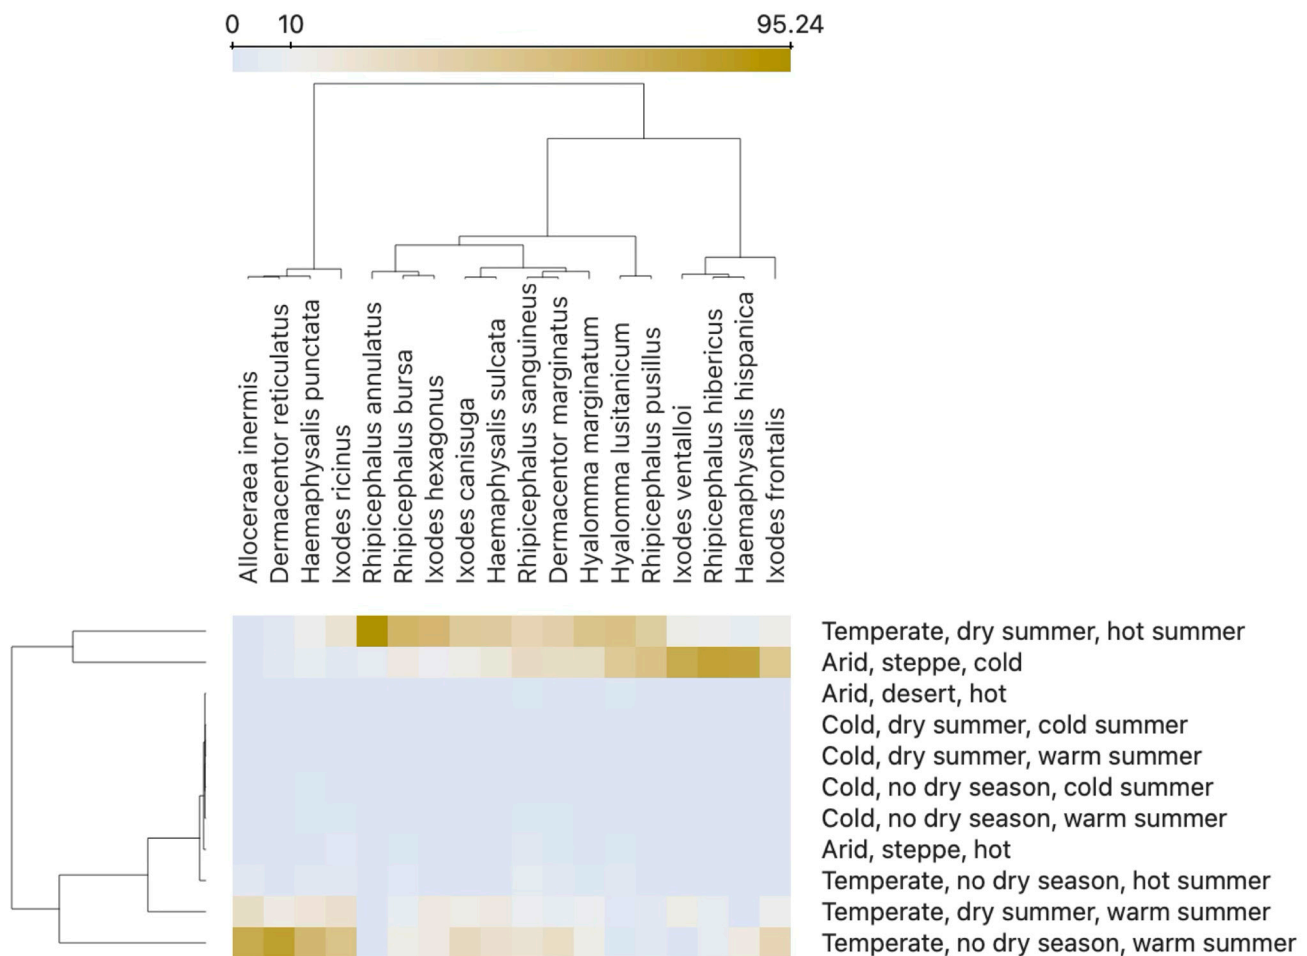 0 10 95.24
Alloceraea inermis
Dermacentor reticulatus
Haemaphysalis punctata
Ixodes ricinus
Rhipicephalus annulatus
Rhipicephalus bursa
Ixodes hexagonus
Ixodes canisuga
Haemaphysalis sulcata
Rhipicephalus sanguineus
Dermacentor marginatus
Hyalomma marginatum
Hyalomma lusitanicum
Rhipicephalus pusillus
Ixodes ventalloi
Rhipicephalus hibericus
Haemaphysalis hispanica
Ixodes frontalis
Temperate, dry summer, hot summer
Arid, steppe, cold
Arid, desert, hot
Cold, dry summer, cold summer
Cold, dry summer, warm summer
Cold, no dry season, cold summer
Cold, no dry season, warm summer
Arid, steppe, hot
Temperate, no dry season, hot summer
Temperate, dry summer, warm summer
Temperate, no dry season, warm summer